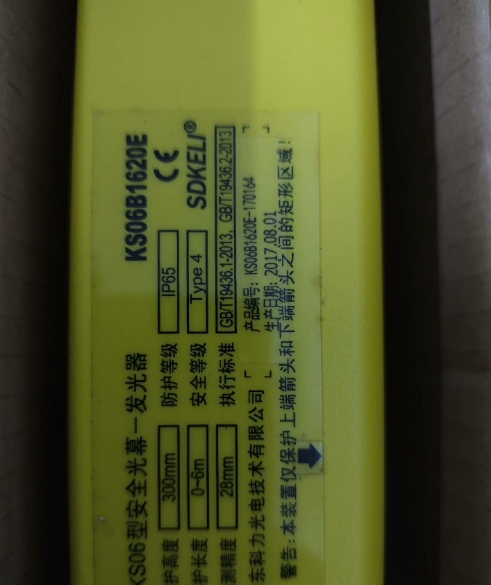 KS06型安全光幕一发光器 KS06B1620E
护高度 300mm 防护等级 IP65 CE
护长度 0~6m 安全等级 Type 4 SDKELI®
测精度 28mm 执行标准 GB/T19436.1-2013、GB/T19436.2-2013
东科力光电技术有限公司 产品编号: KS06B1620E-170164
生产日期: 2017.08.01
警告: 本装置仅保护上端箭头和下端箭头之间的矩形区域!